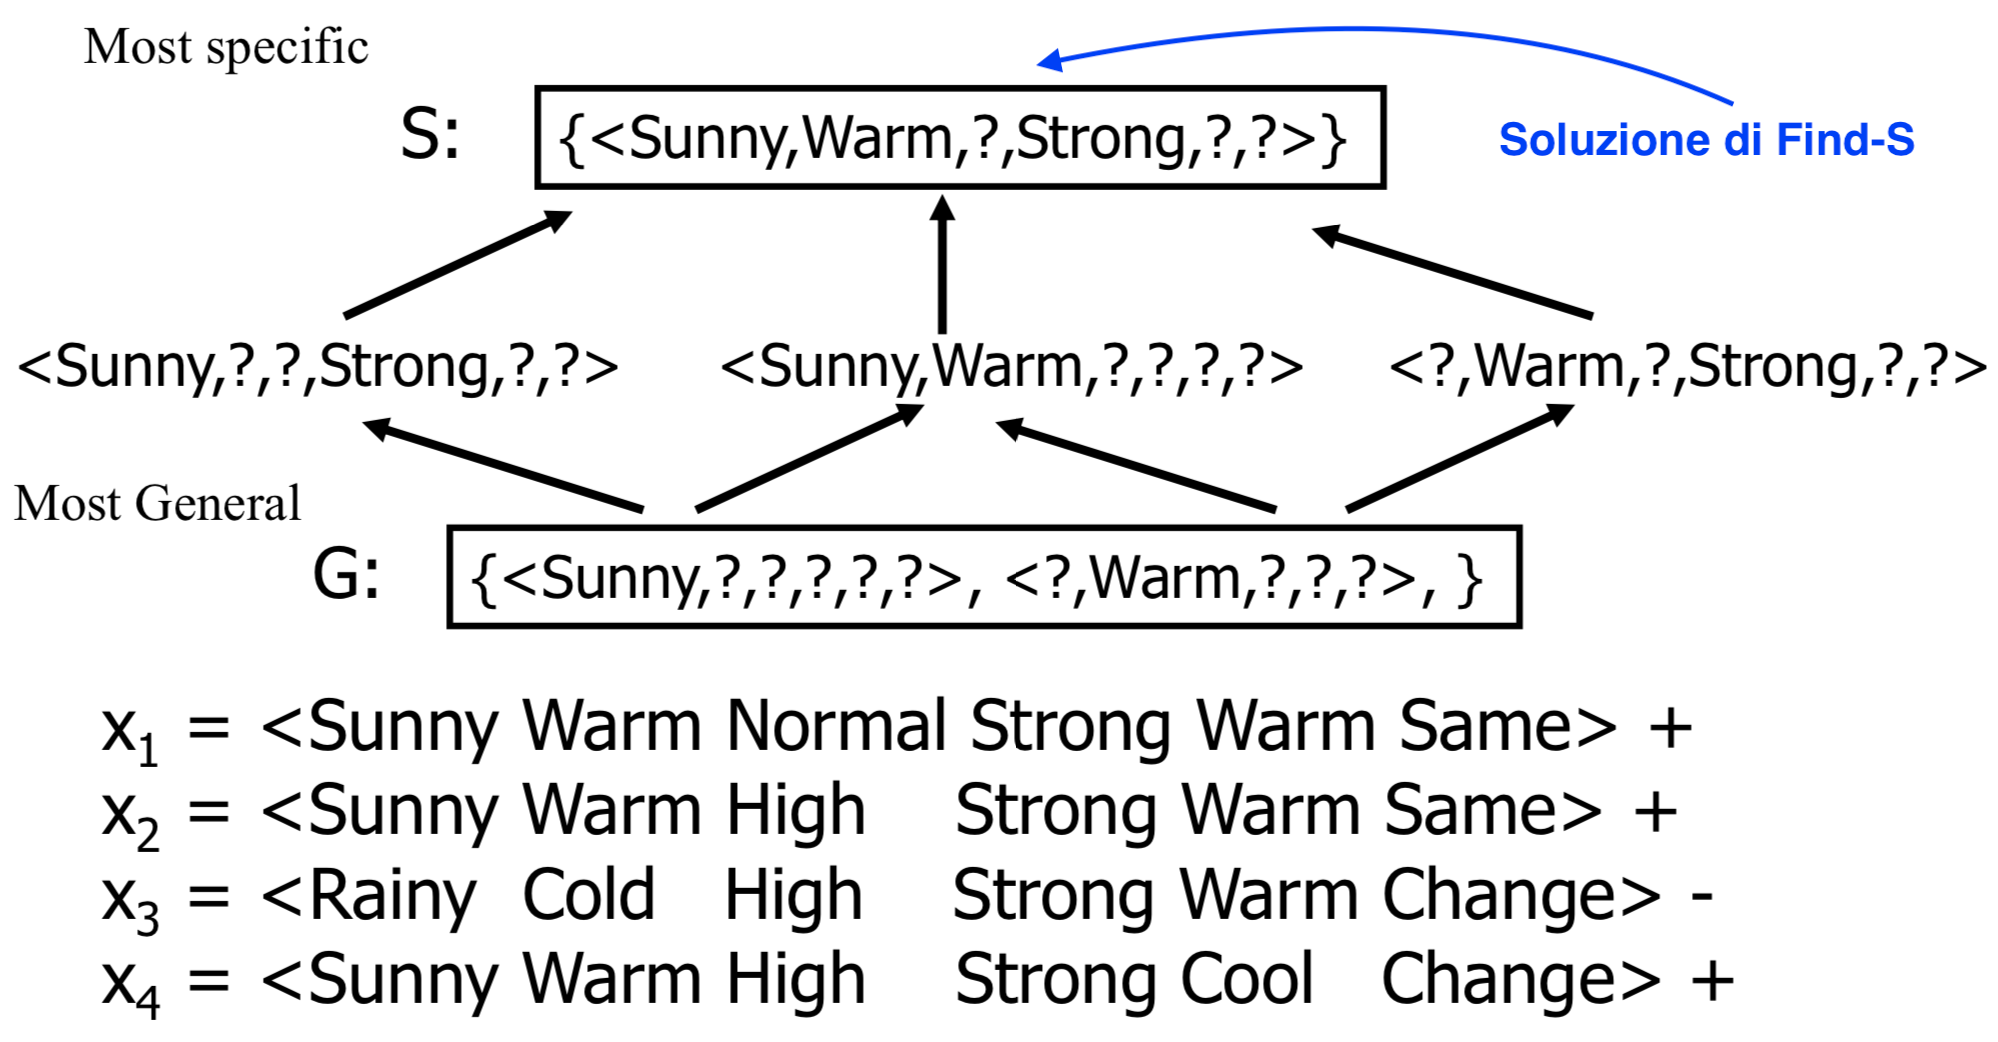 Most specific
S: {<Sunny,Warm,?,Strong,?,?>}
Soluzione di Find-S
<Sunny,?,?,Strong,?,?> <Sunny,Warm,?,?,?,?> <?,Warm,?,Strong,?,?>
Most General
G: {<Sunny,?,?,?,?,?>, <?,Warm,?,?,?>, }
x₁ = <Sunny Warm Normal Strong Warm Same> +
x₂ = <Sunny Warm High Strong Warm Same> +
x₃ = <Rainy Cold High Strong Warm Change> -
x₄ = <Sunny Warm High Strong Cool Change> +